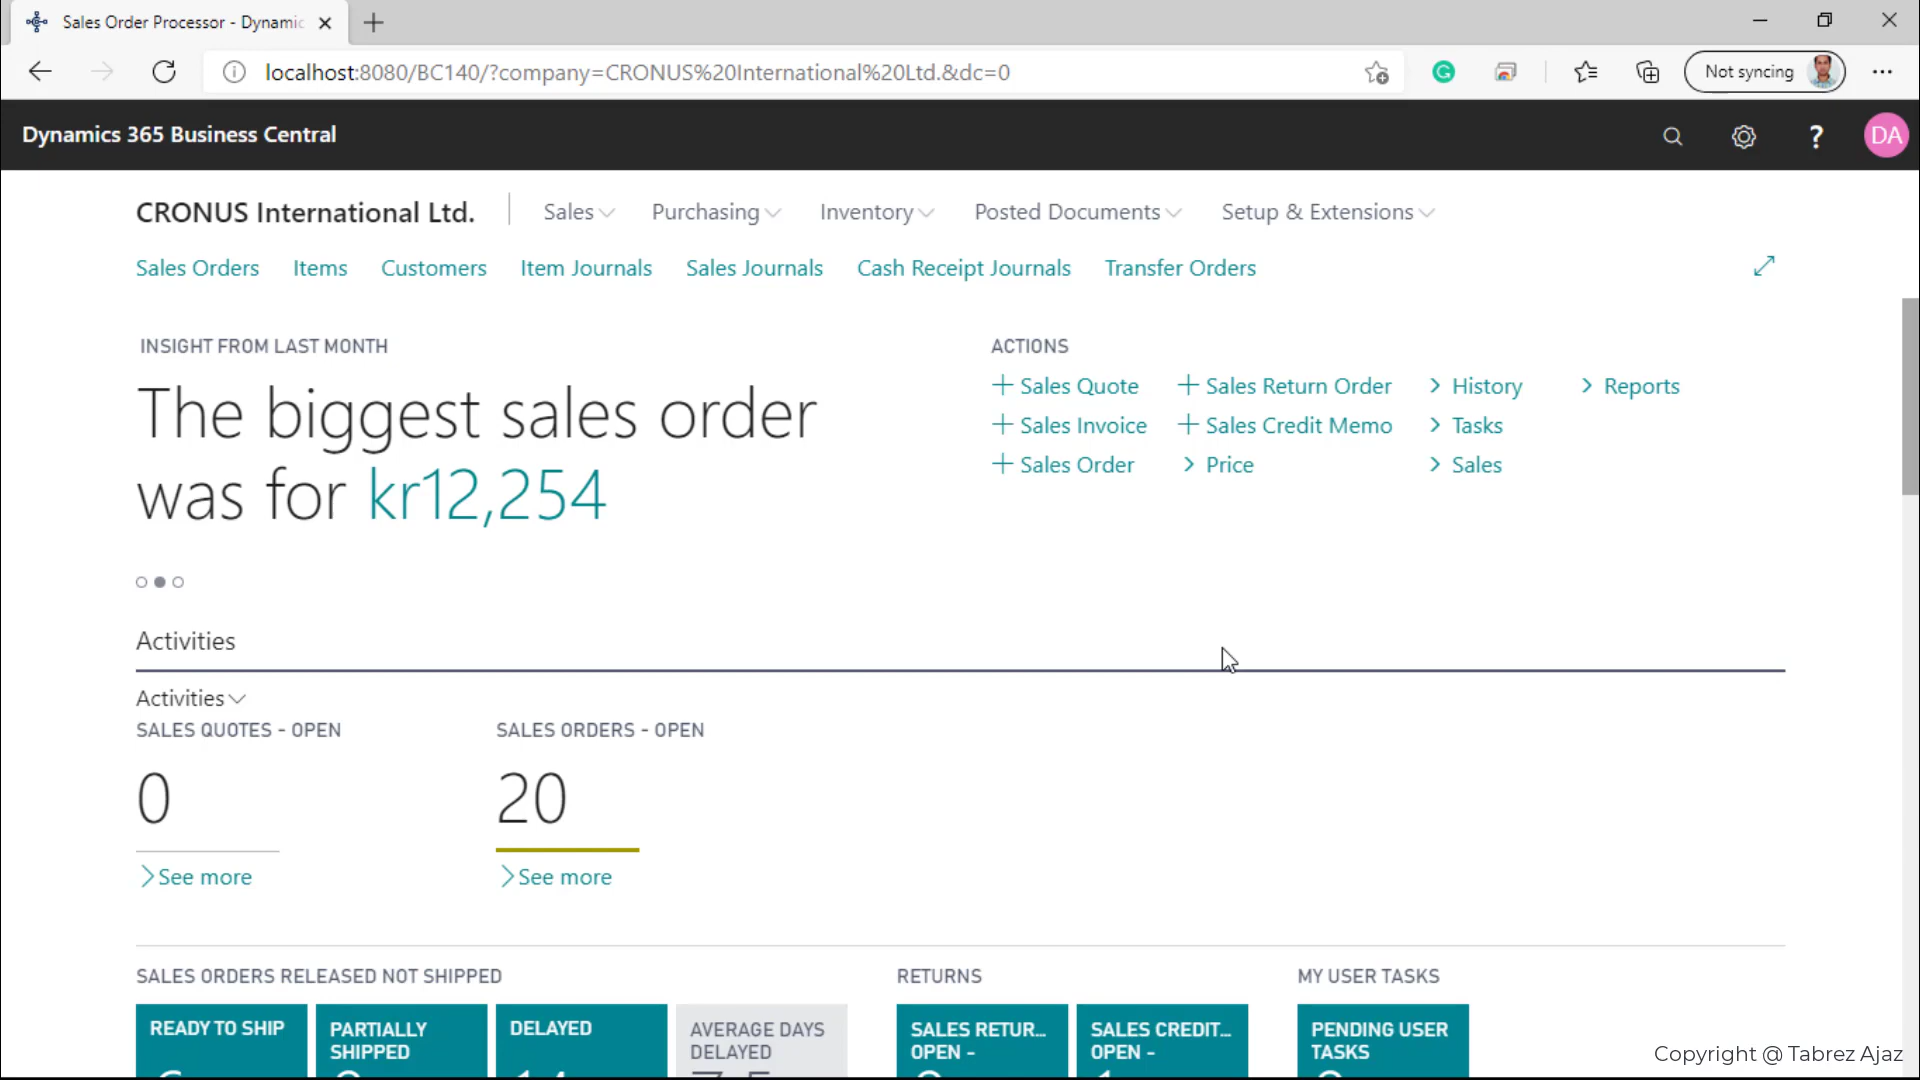 Sales Order Processor - Dynamic
localhost:8080/BC140/?company=CRONUS%20International%20Ltd.&dc=0
Not syncing
Dynamics 365 Business Central
?
DA
CRONUS International Ltd.
Sales
Purchasing
Inventory
Posted Documents
Setup & Extensions
Sales Orders
Items
Customers
Item Journals
Sales Journals
Cash Receipt Journals
Transfer Orders
INSIGHT FROM LAST MONTH
The biggest sales order
was for kr12,254
ACTIONS
Sales Quote
Sales Return Order
History
Reports
Sales Invoice
Sales Credit Memo
Tasks
Sales Order
Price
Sales
Activities
Activities
SALES QUOTES - OPEN
SALES ORDERS - OPEN
0
20
See more
See more
SALES ORDERS RELEASED NOT SHIPPED
RETURNS
MY USER TASKS
READY TO SHIP
PARTIALLY
SHIPPED
DELAYED
AVERAGE DAYS
DELAYED
SALES RETUR...
OPEN -
SALES CREDIT...
OPEN -
PENDING USER
TASKS
Copyright @ Tabrez Ajaz